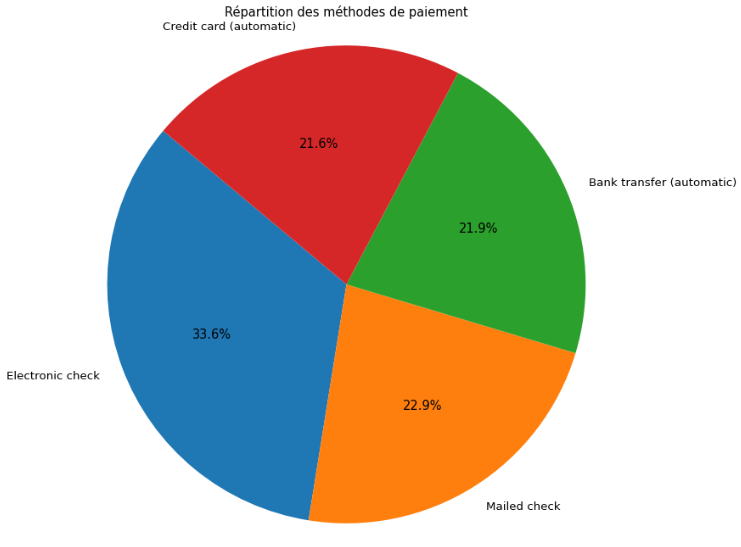 Répartition des méthodes de paiement
Credit card (automatic)
21.6%
Bank transfer (automatic)
21.9%
33.6%
Electronic check
22.9%
Mailed check